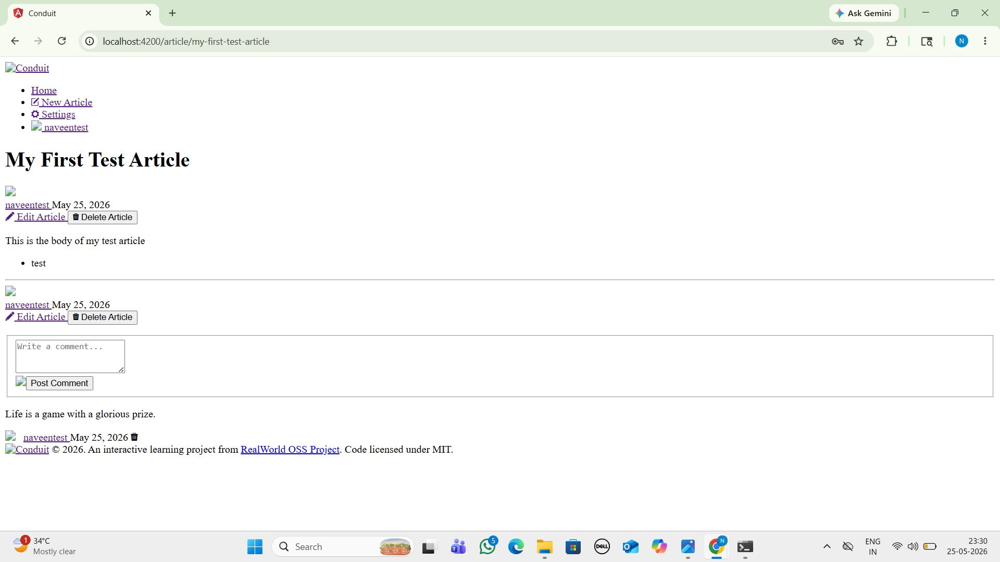 Conduit
Ask Gemini
localhost:4200/article/my-first-test-article
N
Conduit
Home
New Article
Settings
naveentest
My First Test Article
naveentest May 25, 2026
Edit Article Delete Article
This is the body of my test article
test
naveentest May 25, 2026
Edit Article Delete Article
Write a comment...
Post Comment
Life is a game with a glorious prize.
naveentest May 25, 2026
Conduit © 2026. An interactive learning project from RealWorld OSS Project. Code licensed under MIT.
1
34°C
Mostly clear
Search
T
5
DELL
N
ENG
IN
23:30
25-05-2026